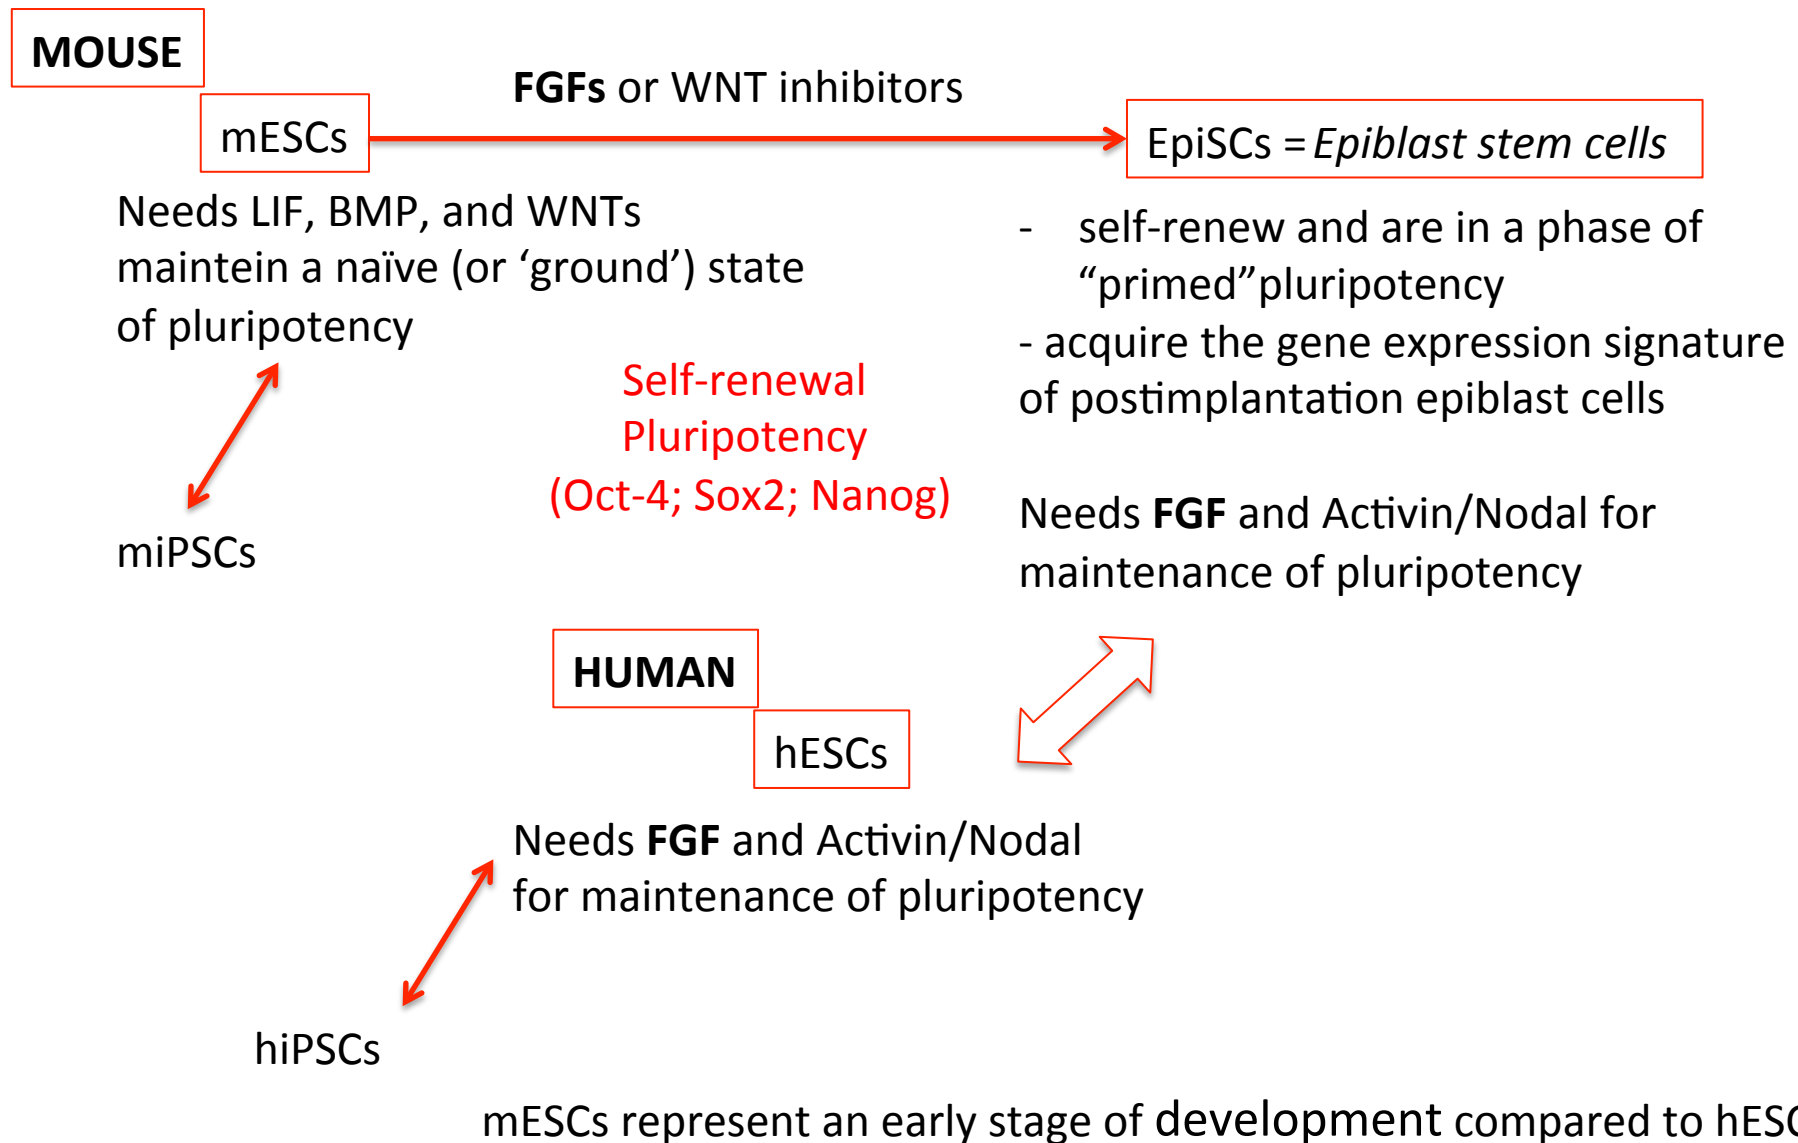 MOUSE
FGFs or WNT inhibitors
mESCs
EpiSCs = Epiblast stem cells
Needs LIF, BMP, and WNTs
maintein a naïve (or ‘ground’) state
of pluripotency
- self-renew and are in a phase of
“primed”pluripotency
- acquire the gene expression signature
of postimplantation epiblast cells
Self-renewal
Pluripotency
(Oct-4; Sox2; Nanog)
Needs FGF and Activin/Nodal for
maintenance of pluripotency
miPSCs
HUMAN
hESCs
Needs FGF and Activin/Nodal
for maintenance of pluripotency
hiPSCs
mESCs represent an early stage of development compared to hESC